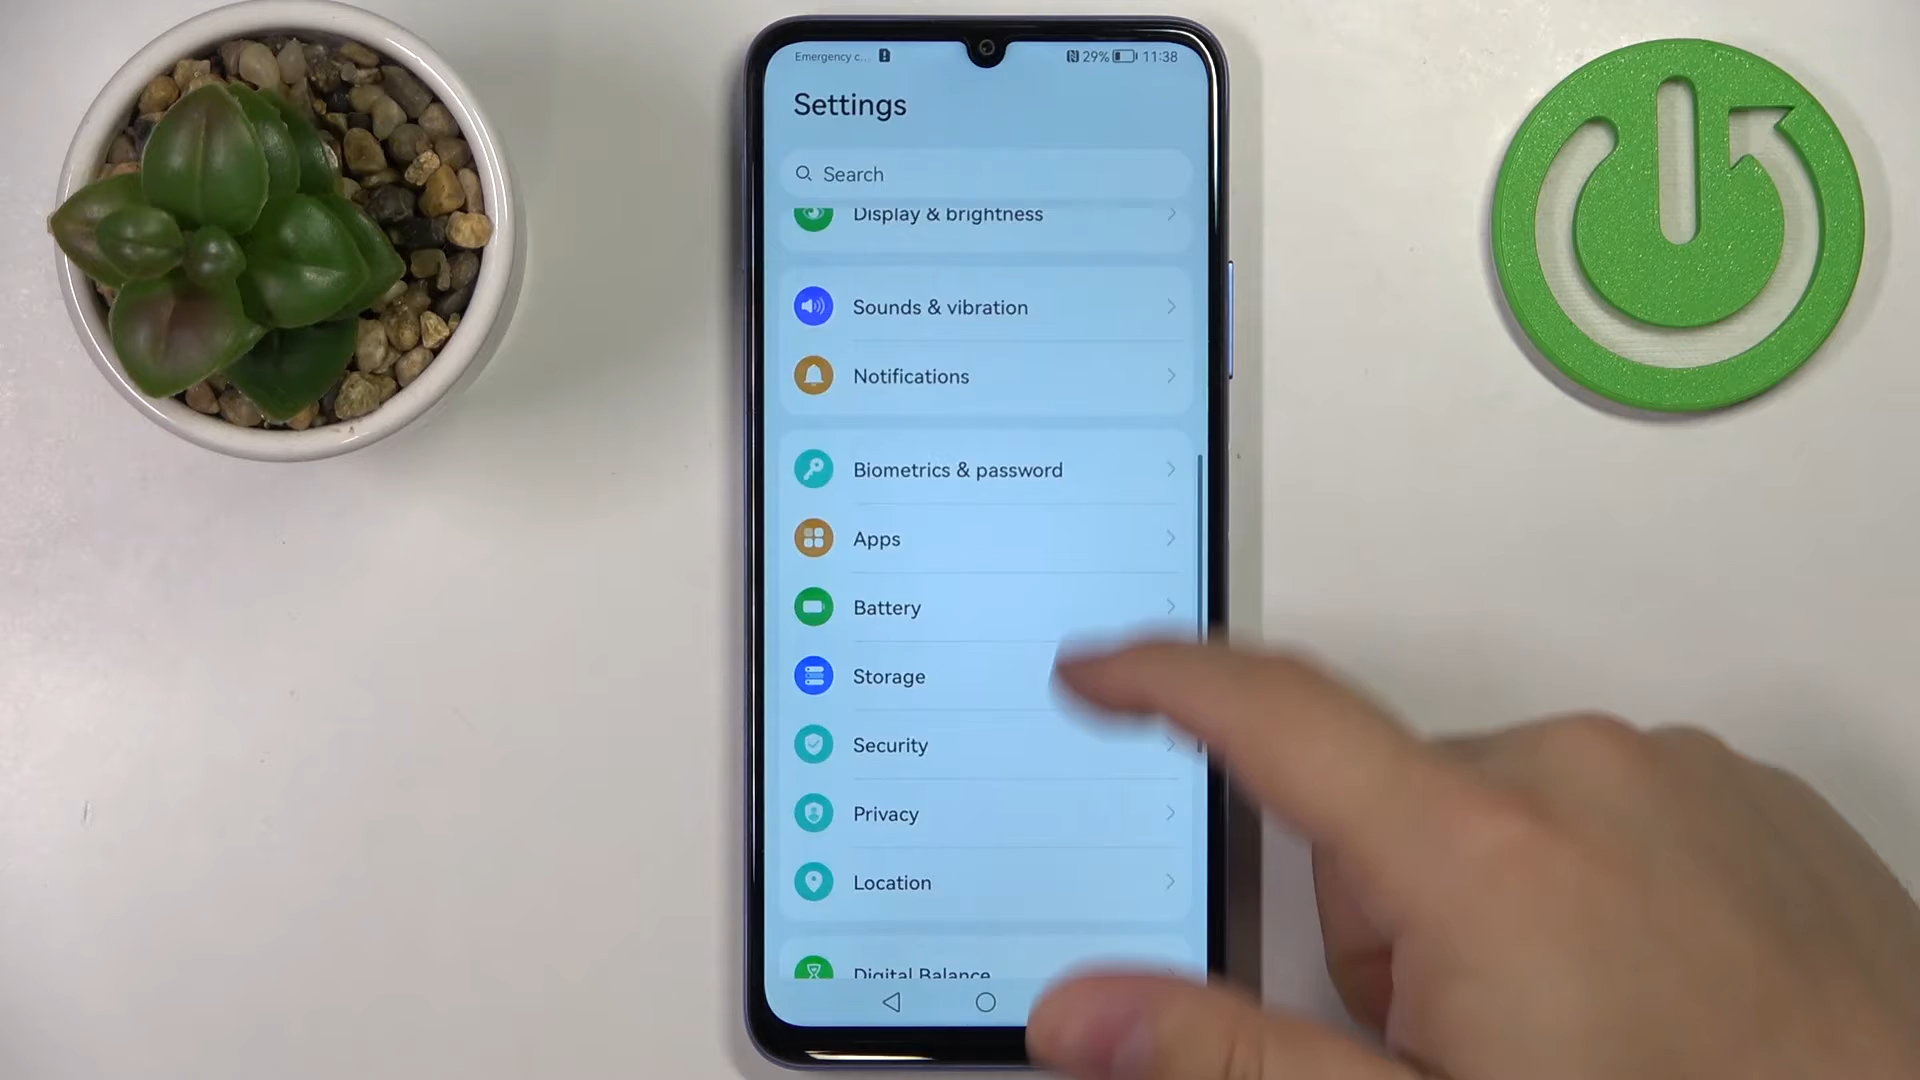 Emergency c... 29% 11:38
Settings
Search
Display & brightness
Sounds & vibration
Notifications
Biometrics & password
Apps
Battery
Storage
Security
Privacy
Location
Digital Balance